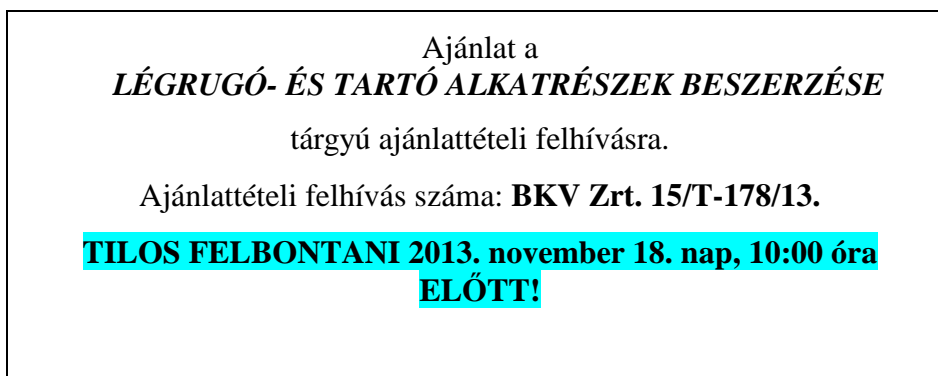 Ajánlat a
LÉGRUGÓ- ÉS TARTÓ ALKATRÉSZEK BESZERZÉSE
tárgyú ajánlattételi felhívásra.
Ajánlattételi felhívás száma: BKV Zrt. 15/T-178/13.
TILOS FELBONTANI 2013. november 18. nap, 10:00 óra
ELŐTT!